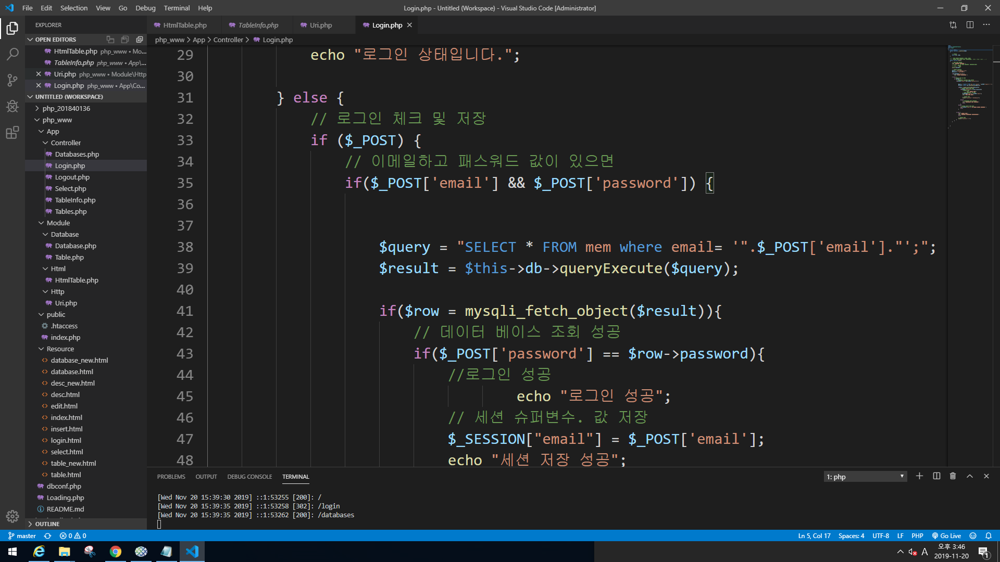 File Edit Selection View Go Debug Terminal Help
Login.php - Untitled (Workspace) - Visual Studio Code [Administrator]
EXPLORER
OPEN EDITORS
HtmlTable.php php_www • Mo...
TableInfo.php php_www • App\...
Uri.php php_www • Module\Http
Login.php php_www • App\Co...
UNTITLED (WORKSPACE)
php_201840136
php_www
App
Controller
Databases.php
Login.php
Logout.php
Select.php
TableInfo.php
Tables.php
Module
Database
Database.php
Table.php
Html
HtmlTable.php
Http
Uri.php
public
.htaccess
index.php
Resource
database_new.html
database.html
desc_new.html
desc.html
edit.html
index.html
insert.html
login.html
select.html
table_new.html
table.html
dbconf.php
Loading.php
README.md
OUTLINE
HtmlTable.php TableInfo.php Uri.php Login.php
php_www > App > Controller > Login.php
29 echo "로그인 상태입니다.";
30
31 } else {
32 // 로그인 체크 및 저장
33 if ($_POST) {
34 // 이메일하고 패스워드 값이 있으면
35 if($_POST['email'] && $_POST['password']) {
36
37
38 $query = "SELECT * FROM mem where email= '".$_POST['email']."';";
39 $result = $this->db->queryExecute($query);
40
41 if($row = mysqli_fetch_object($result)){
42 // 데이터 베이스 조회 성공
43 if($_POST['password'] == $row->password){
44 //로그인 성공
45 echo "로그인 성공";
46 // 세션 슈퍼변수. 값 저장
47 $_SESSION["email"] = $_POST['email'];
48 echo "세션 저장 성공";
PROBLEMS OUTPUT DEBUG CONSOLE TERMINAL
1: php
[Wed Nov 20 15:39:30 2019] ::1:53255 [200]: /
[Wed Nov 20 15:39:35 2019] ::1:53258 [302]: /login
[Wed Nov 20 15:39:35 2019] ::1:53262 [200]: /databases
master 0 0
Ln 5, Col 17 Spaces: 4 UTF-8 LF PHP Go Live
A
오후 3:46
2019-11-20
1